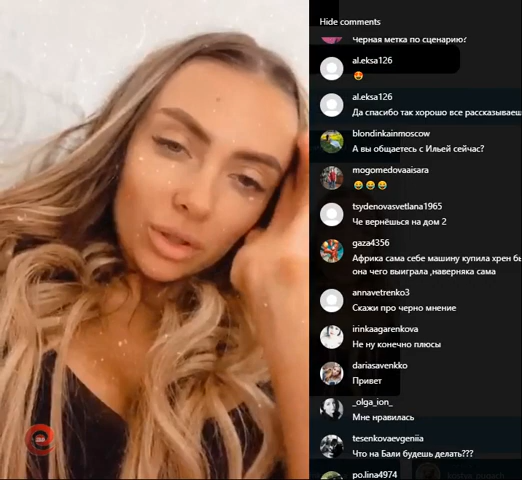 Hide comments
Черная метка по сценарию?
al.eksa126
al.eksa126
Да спасибо так хорошо все рассказываеш
blondinkainmoscow
А вы общаетесь с Ильей сейчас?
mogomedovaaisara
tsydenovasvetlana1965
Че вернёшься на дом 2
gaza4356
Африка сама себе машину купила хрен бы
она чего выиграла ,наверняка сама
annavetrenko3
Скажи про черно мнение
irinkaagarenkova
Не ну конечно плюсы
dariasavenkko
Привет
_olga_ion_
Мне нравилась
tesenkovaevgeniia
Что на Бали будешь делать???
po.lina4974